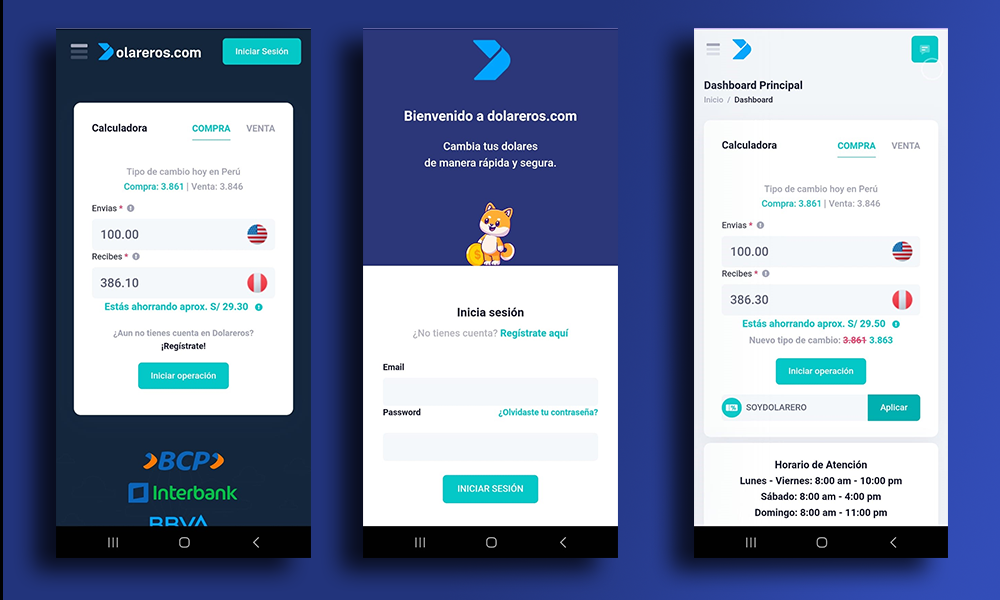 olareros.com
Iniciar Sesión
Calculadora COMPRA VENTA
Tipo de cambio hoy en Perú
Compra: 3.861 | Venta: 3.846
Envias *
100.00
Recibes *
386.10
Estás ahorrando aprox. S/ 29.30
¿Aun no tienes cuenta en Dolareros?
¡Regístrate!
Iniciar operación
BCP
Interbank
BBVA
Bienvenido a dolareros.com
Cambia tus dolares
de manera rápida y segura.
$
Inicia sesión
¿No tienes cuenta? Regístrate aquí
Email
Password ¿Olvidaste tu contraseña?
INICIAR SESIÓN
Dashboard Principal
Inicio / Dashboard
Calculadora COMPRA VENTA
Tipo de cambio hoy en Perú
Compra: 3.861 | Venta: 3.846
Envias *
100.00
Recibes *
386.30
Estás ahorrando aprox. S/ 29.50
Nuevo tipo de cambio: 3.861 3.863
Iniciar operación
SOYDOLARERO Aplicar
Horario de Atención
Lunes - Viernes: 8:00 am - 10:00 pm
Sábado: 8:00 am - 4:00 pm
Domingo: 8:00 am - 11:00 pm